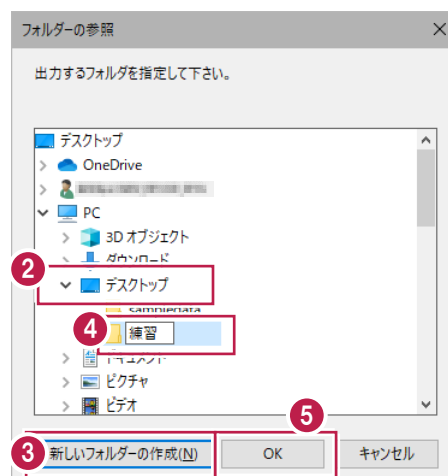 フォルダーの参照
出力するフォルダを指定して下さい。
デスクトップ
OneDrive
PC
3D オブジェクト
ダウンロード
2
デスクトップ
sampledata
4 練習
ドキュメント
ピクチャ
ビデオ
5
3 新しいフォルダーの作成(N) OK キャンセル